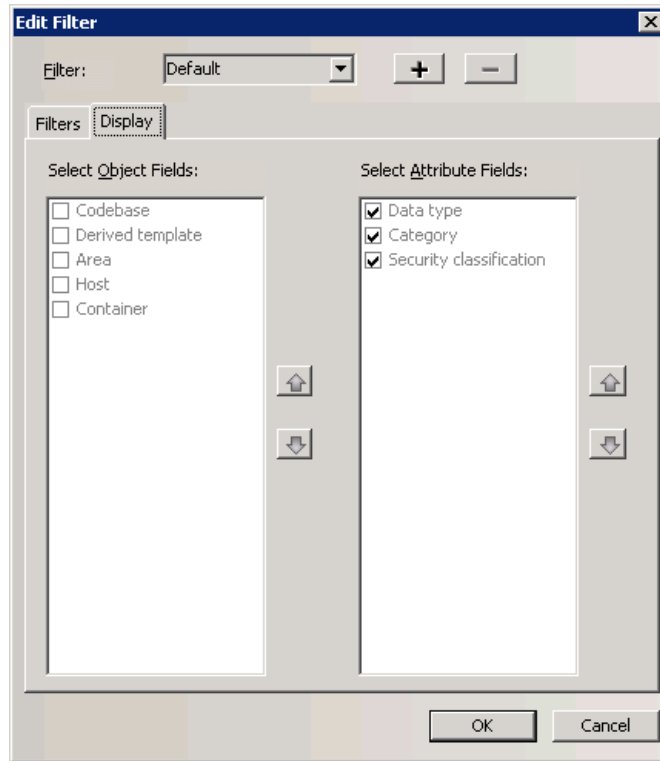 Edit Filter
Filter:
Default
Filters
Display
Select Object Fields:
Codebase
Derived template
Area
Host
Container
Select Attribute Fields:
Data type
Category
Security classification
OK
Cancel